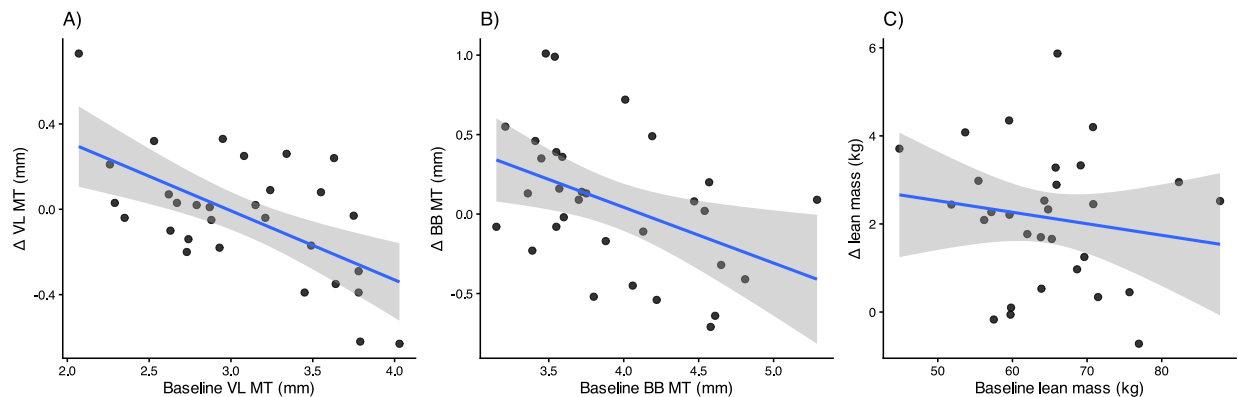 A)
0.4
0.0
−0.4
2.0
2.5
3.0
3.5
4.0
Δ VL MT (mm)
Baseline VL MT (mm)
B)
1.0
0.5
0.0
−0.5
3.5
4.0
4.5
5.0
Δ BB MT (mm)
Baseline BB MT (mm)
C)
6
4
2
0
50
60
70
80
Δ lean mass (kg)
Baseline lean mass (kg)